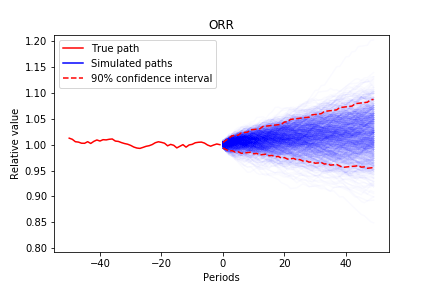 ORR
1.20
1.15
1.10
1.05
1.00
0.95
0.90
0.85
0.80
Relative value
True path
Simulated paths
90% confidence interval
−40
−20
0
20
40
Periods